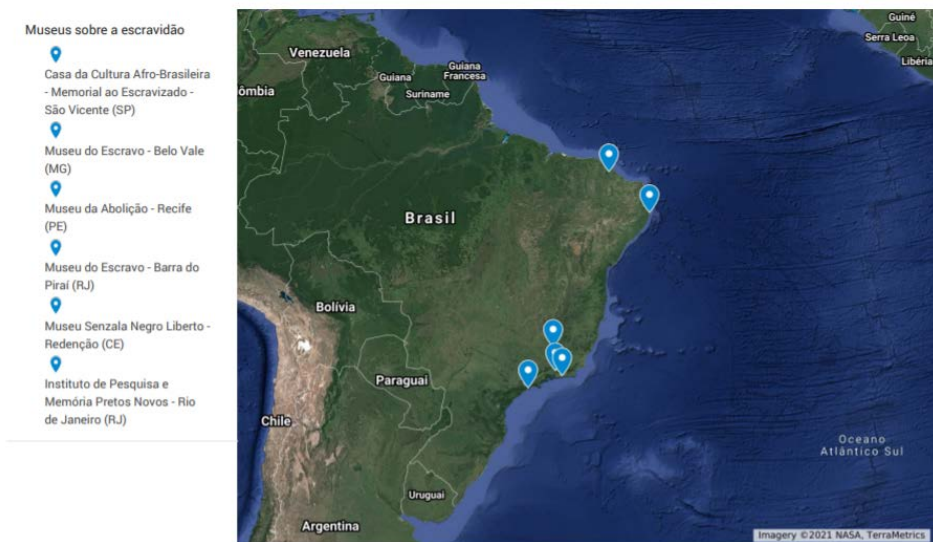 Museus sobre a escravidão
Casa da Cultura Afro-Brasileira
- Memorial ao Escravizado -
São Vicente (SP)
Museu do Escravo - Belo Vale
(MG)
Museu da Abolição - Recife
(PE)
Museu do Escravo - Barra do
Piraí (RJ)
Museu Senzala Negro Liberto -
Redenção (CE)
Instituto de Pesquisa e
Memória Pretos Novos - Rio
de Janeiro (RJ)
Guiné
Serra Leoa
Libéria
Venezuela
Guiana
Guiana
Francesa
Suriname
ômbia
Brasil
Bolívia
Paraguai
Chile
Oceano
Atlântico Sul
Uruguai
Argentina
Imagery ©2021 NASA, TerraMetrics